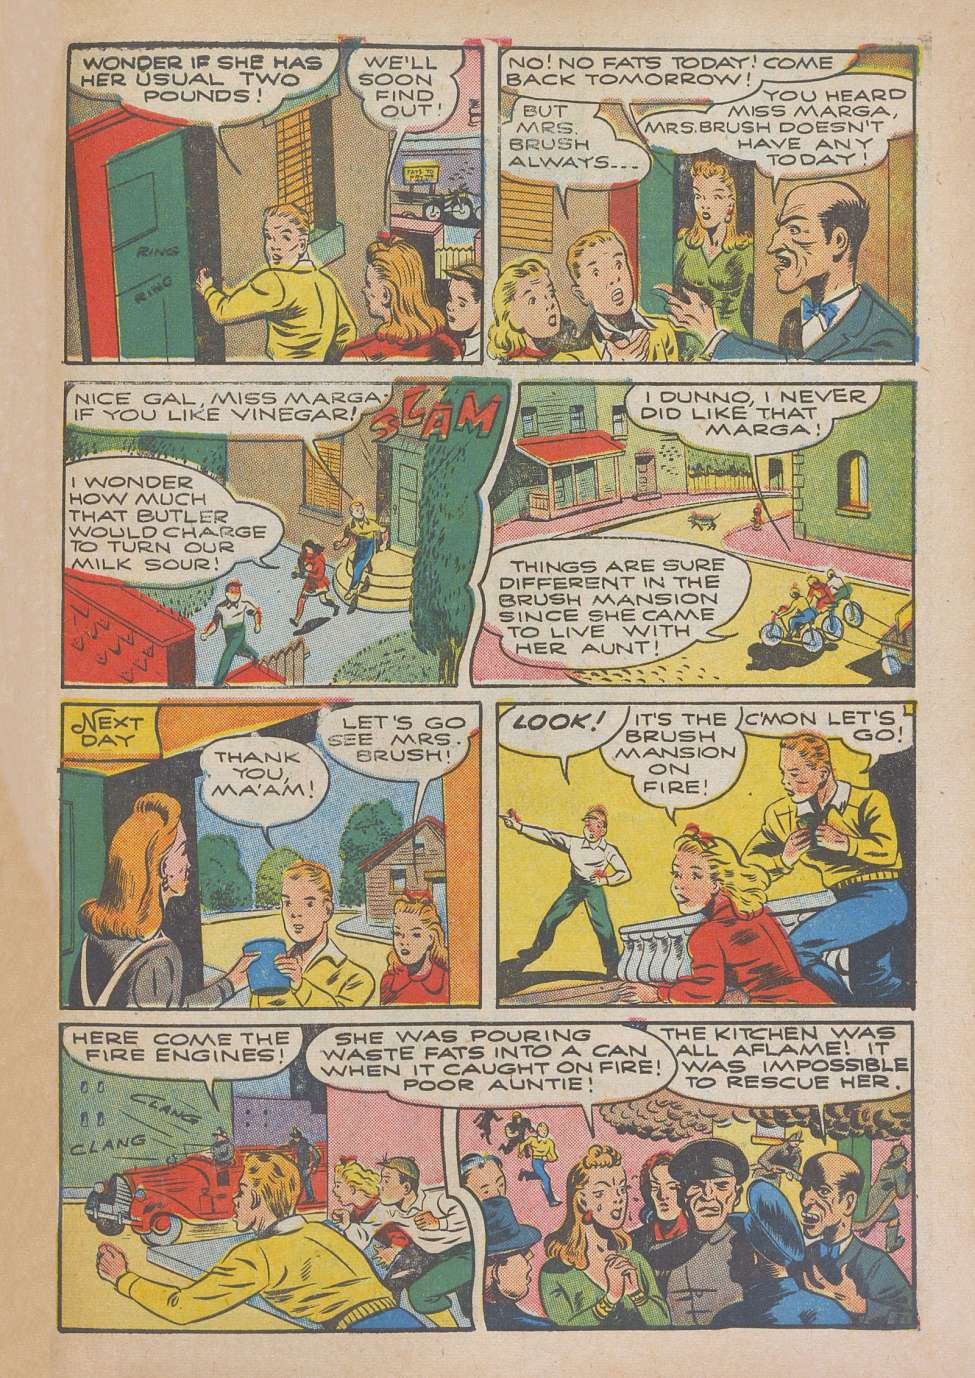 WONDER IF SHE HAS
HER USUAL TWO
POUNDS!
WE'LL
SOON
FIND
OUT!
FATS TO
RING
RING
NO! NO FATS TODAY! COME
BACK TOMORROW!
BUT
MRS.
BRUSH
ALWAYS...
YOU HEARD
MISS MARGA,
MRS. BRUSH DOESN'T
HAVE ANY
TODAY!
NICE GAL, MISS MARGA-
IF YOU LIKE VINEGAR!
SLAM
I WONDER
HOW MUCH
THAT BUTLER
WOULD CHARGE
TO TURN OUR
MILK SOUR!
I DUNNO, I NEVER
DID LIKE THAT
MARGA!
THINGS ARE SURE
DIFFERENT IN THE
BRUSH MANSION
SINCE SHE CAME
TO LIVE WITH
HER AUNT!
NEXT
DAY
THANK
YOU,
MA'AM!
LET'S GO
SEE MRS.
BRUSH!
LOOK!
IT'S THE
BRUSH
MANSION
ON
FIRE!
C'MON LET'S
GO!
HERE COME THE
FIRE ENGINES!
CLANG
CLANG
SHE WAS POURING
WASTE FATS INTO A CAN
WHEN IT CAUGHT ON FIRE!
POOR AUNTIE!
THE KITCHEN WAS
ALL AFLAME! IT
WAS IMPOSSIBLE
TO RESCUE HER.